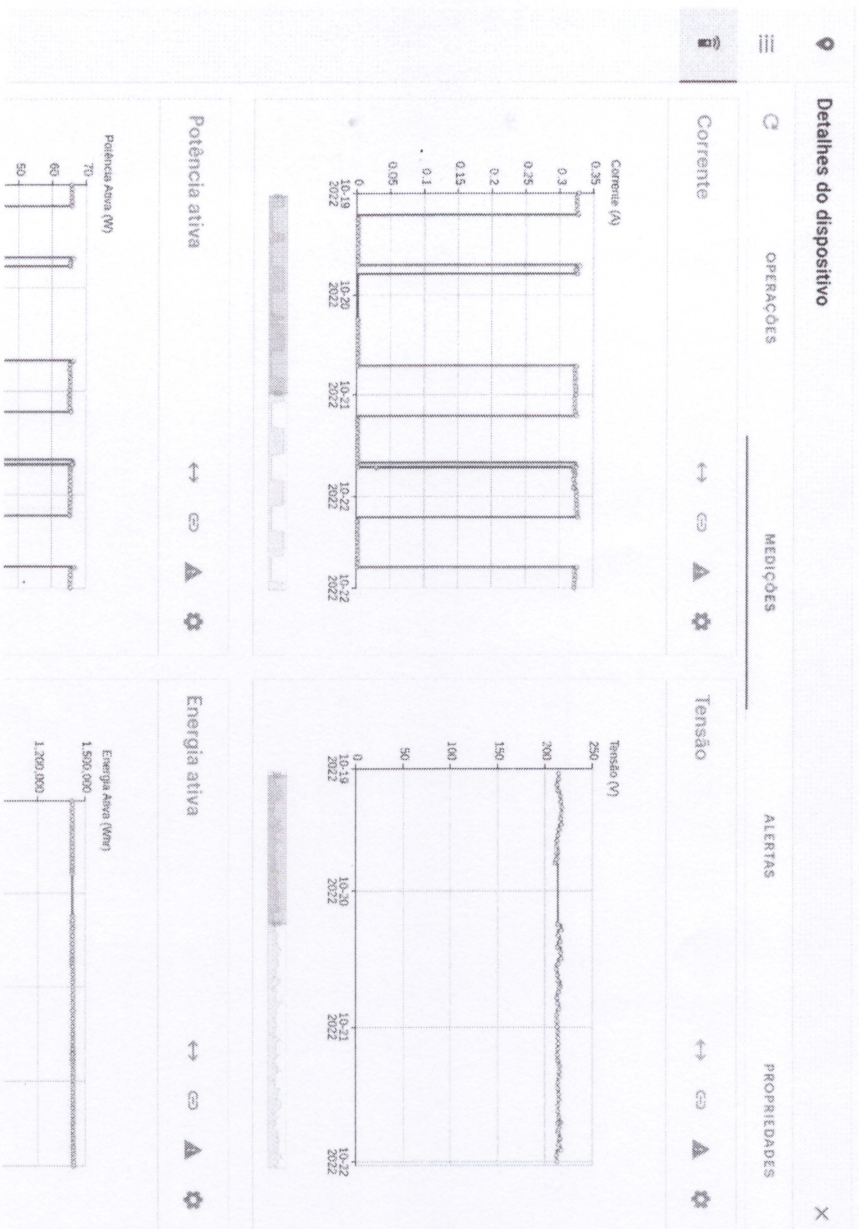 Detalhes do dispositivo
OPERAÇÕES MEDIÇÕES ALERTAS PROPRIEDADES
Corrente
Corrente (A)
0.35
0.3
0.25
0.2
0.15
0.1
0.05
0
10-19 10-20 10-21 10-22 10-22
2022 2022 2022 2022 2022
Tensão
Tensão (V)
250
200
150
100
50
0
10-19 10-20 10-21 10-22
2022 2022 2022 2022
Potência ativa
Potência Ativa (W)
70
60
50
Energia ativa
Energia Ativa (Whr)
1.500,000
1.200,000